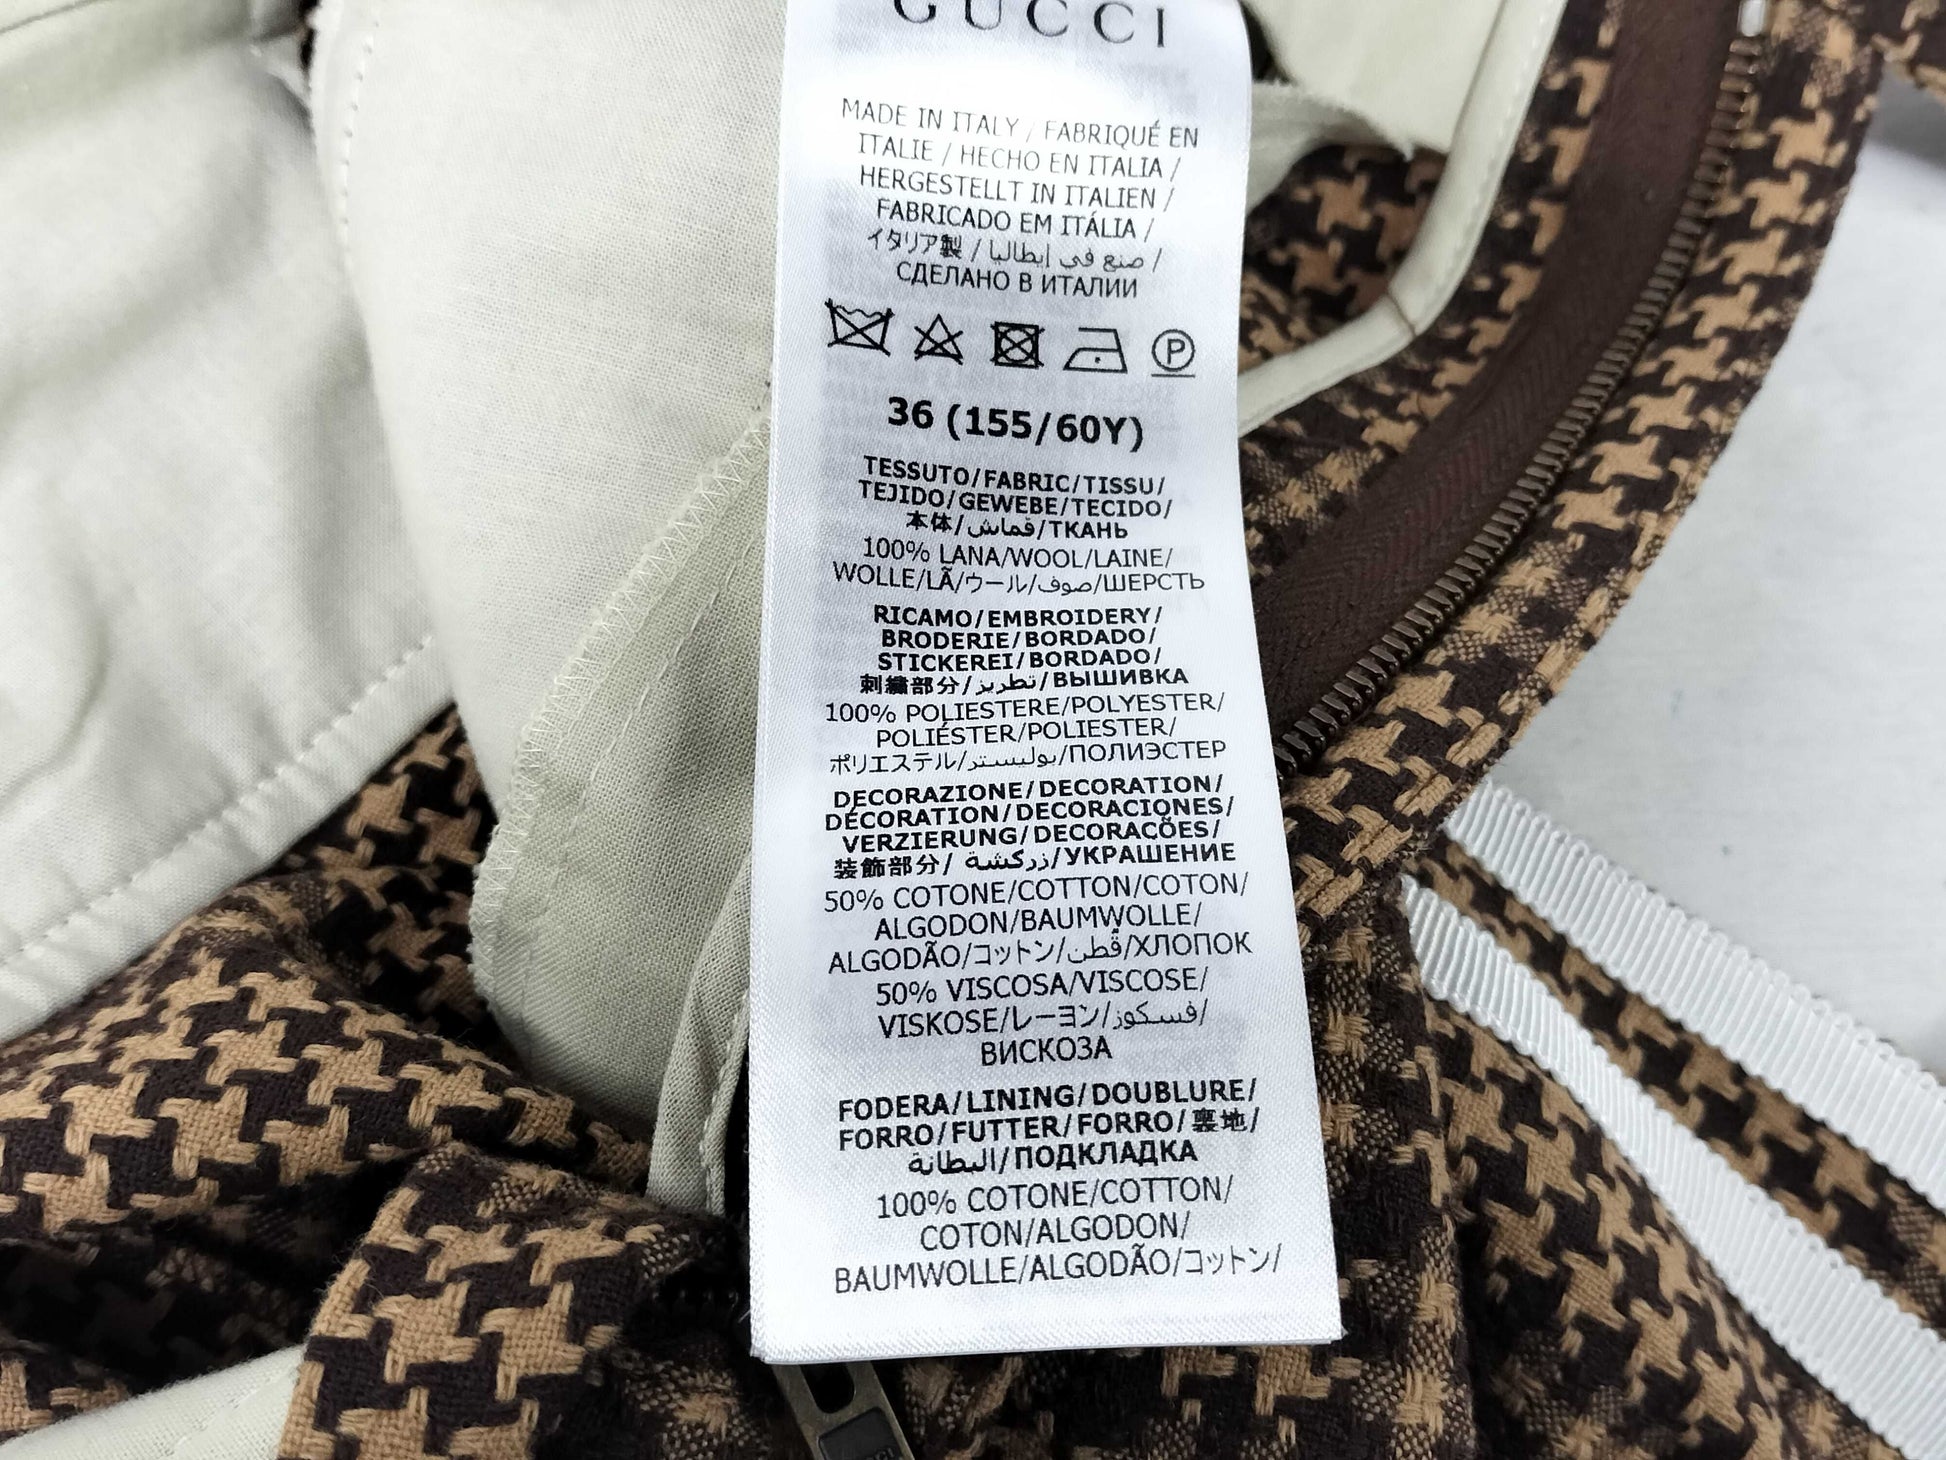 GUCCI
MADE IN ITALY / FABRIQUÉ EN
ITALIE / HECHO EN ITALIA /
HERGESTELLT IN ITALIEN /
FABRICADO EM ITÁLIA /
イタリア製 / صنع في إيطاليا /
СДЕЛАНО В ИТАЛИИ
P
36 (155/60Y)
TESSUTO/FABRIC/TISSU/
TEJIDO/GEWEBE/TECIDO/
本体/قماش/ТКАНЬ
100% LANA/WOOL/LAINE/
WOLLE/LÃ/ウール/صوف/ШЕРСТЬ
RICAMO/EMBROIDERY/
BRODERIE/BORDADO/
STICKEREI/BORDADO/
刺繍部分/تطريز/ВЫШИВКА
100% POLIESTERE/POLYESTER/
POLIÉSTER/POLIESTER/
ポリエステル/بوليستر/ПОЛИЭСТЕР
DECORAZIONE/DECORATION/
DÉCORATION/DECORACIONES/
VERZIERUNG/DECORAÇÕES/
装飾部分/ زركشة/УКРАШЕНИЕ
50% COTONE/COTTON/COTON/
ALGODON/BAUMWOLLE/
ALGODÃO/コットン/قطن/ХЛОПОК
50% VISCOSA/VISCOSE/
VISKOSE/レーヨン/فسكوز/
ВИСКОЗА
FODERA/LINING/DOUBLURE/
FORRO/FUTTER/FORRO/裏地/
البطانة/ПОДКЛАДКА
100% COTONE/COTTON/
COTON/ALGODON/
BAUMWOLLE/ALGODÃO/コットン/